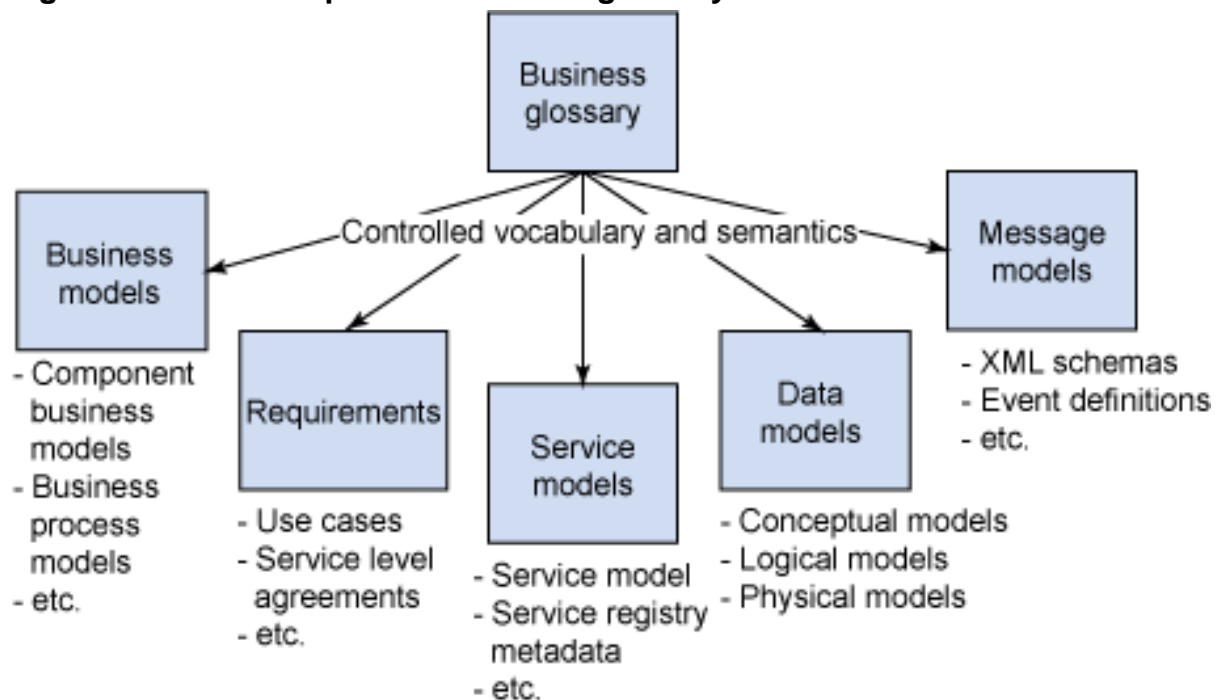 Business
glossary
Controlled vocabulary and semantics
Business
models
- Component
business
models
- Business
process
models
- etc.
Requirements
- Use cases
- Service level
agreements
- etc.
Service
models
- Service model
- Service registry
metadata
- etc.
Data
models
- Conceptual models
- Logical models
- Physical models
Message
models
- XML schemas
- Event definitions
- etc.